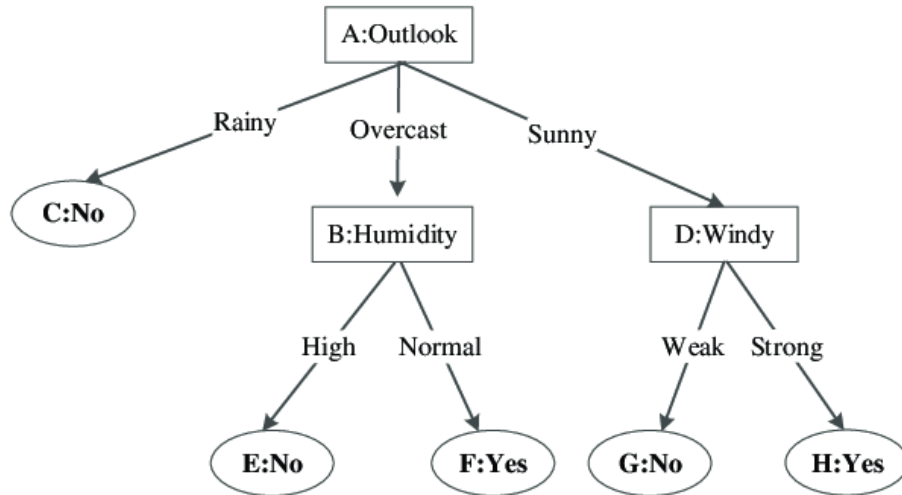 A:Outlook
Rainy
Overcast
Sunny
C:No
B:Humidity
D:Windy
High
Normal
Weak
Strong
E:No
F:Yes
G:No
H:Yes